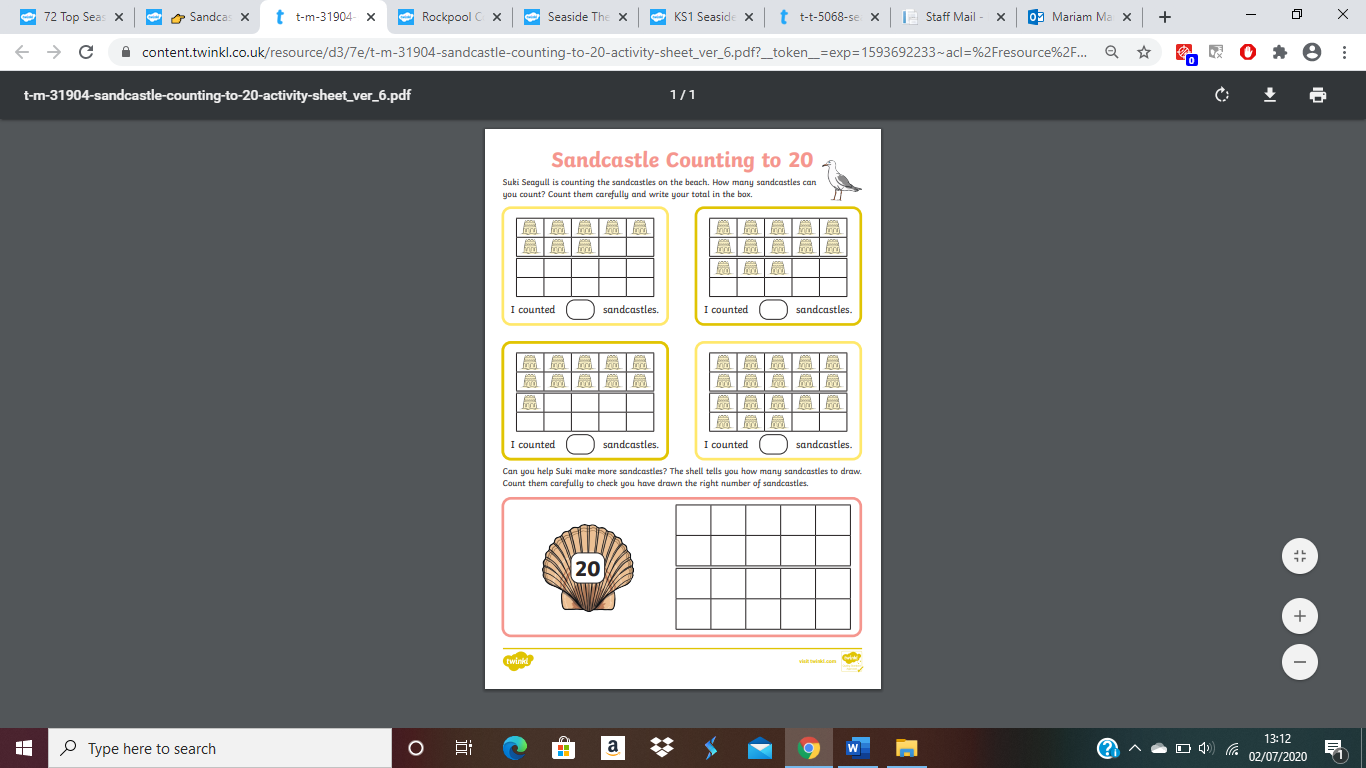 72 Top Seas
Sandcas
t-m-31904-
Rockpool C
Seaside The
KS1 Seaside
t-t-5068-se
Staff Mail -
Mariam Ma
content.twinkl.co.uk/resource/d3/7e/t-m-31904-sandcastle-counting-to-20-activity-sheet_ver_6.pdf?__token__=exp=1593692233~acl=%2Fresource%2F...
0
t-m-31904-sandcastle-counting-to-20-activity-sheet_ver_6.pdf
1 / 1
Sandcastle Counting to 20
Suki Seagull is counting the sandcastles on the beach. How many sandcastles can
you count? Count them carefully and write your total in the box.
I counted sandcastles.
I counted sandcastles.
I counted sandcastles.
I counted sandcastles.
Can you help Suki make more sandcastles? The shell tells you how many sandcastles to draw.
Count them carefully to check you have drawn the right number of sandcastles.
20
twinkl
visit twinkl.com
Type here to search
13:12
02/07/2020
1